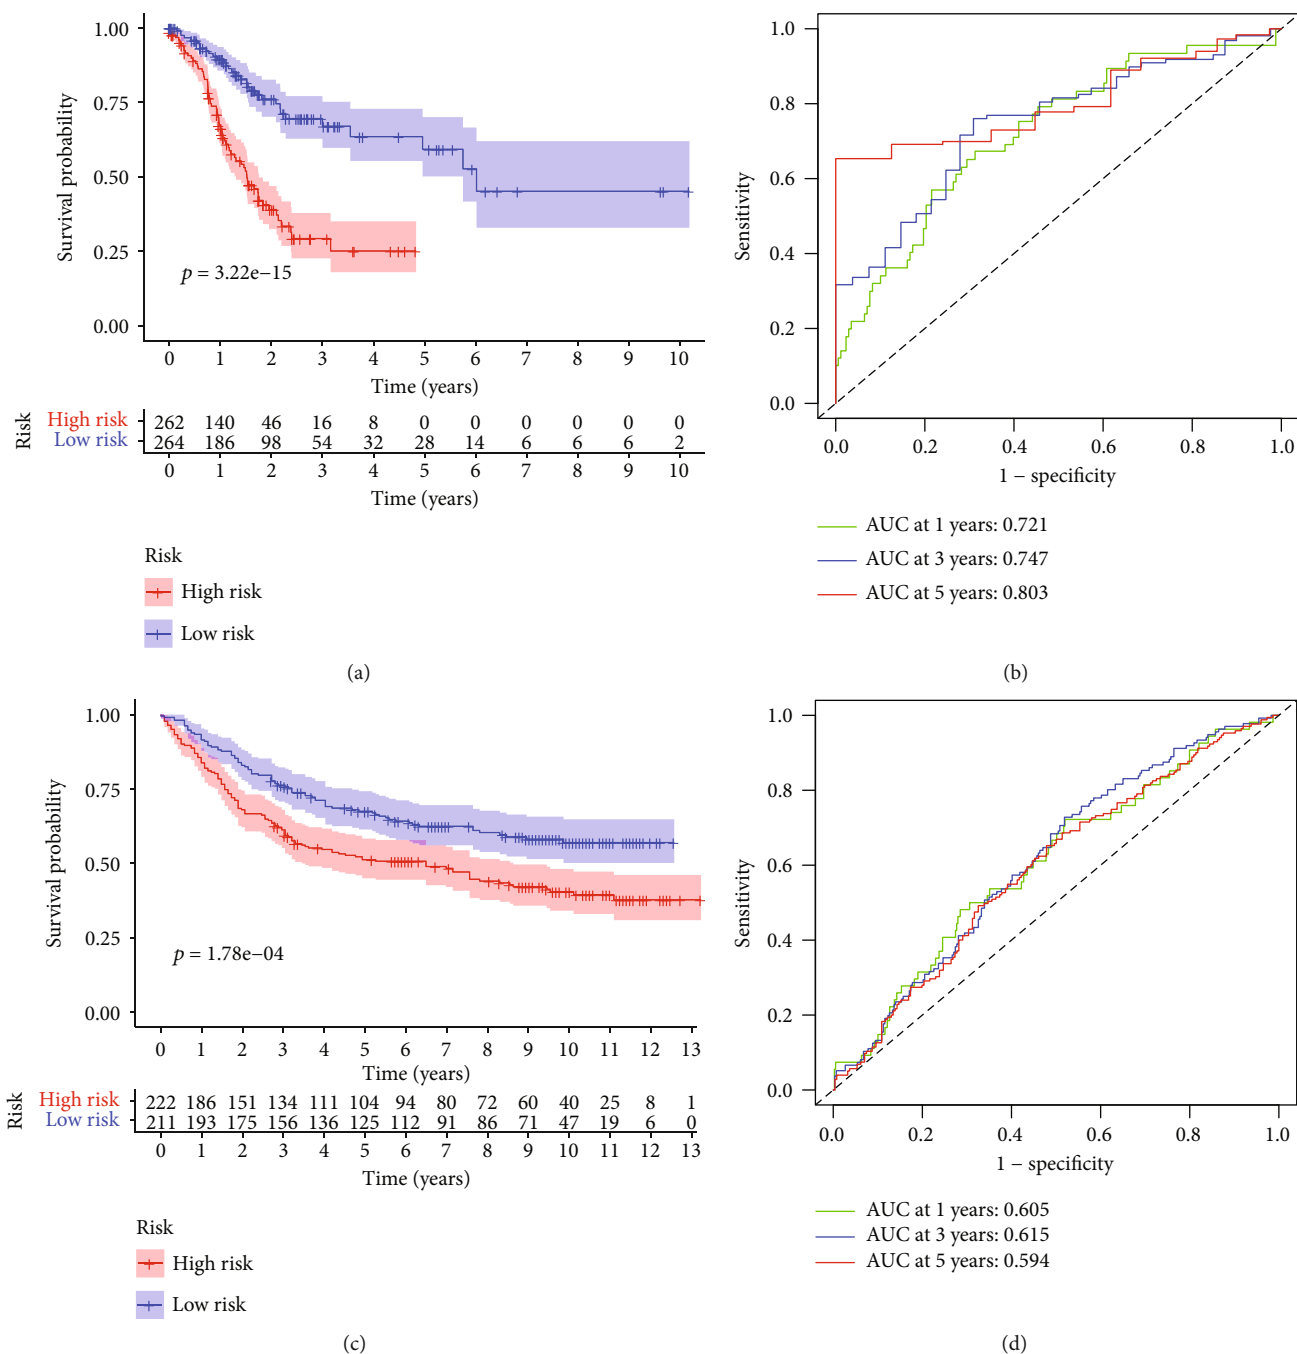 1.00
0.75
0.50
0.25
0.00
Survival probability
p = 3.22e−15
0 1 2 3 4 5 6 7 8 9 10
Time (years)
Risk
High risk 262 140 46 16 8 0 0 0 0 0 0
Low risk 264 186 98 54 32 28 14 6 6 6 2
0 1 2 3 4 5 6 7 8 9 10
Time (years)
Risk
High risk
Low risk
(a)
1.0
0.8
0.6
0.4
0.2
0.0
Sensitivity
0.0 0.2 0.4 0.6 0.8 1.0
1 − specificity
AUC at 1 years: 0.721
AUC at 3 years: 0.747
AUC at 5 years: 0.803
(b)
1.00
0.75
0.50
0.25
0.00
Survival probability
p = 1.78e−04
0 1 2 3 4 5 6 7 8 9 10 11 12 13
Time (years)
Risk
High risk 222 186 151 134 111 104 94 80 72 60 40 25 8 1
Low risk 211 193 175 156 136 125 112 91 86 71 47 19 6 0
0 1 2 3 4 5 6 7 8 9 10 11 12 13
Time (years)
Risk
High risk
Low risk
(c)
1.0
0.8
0.6
0.4
0.2
0.0
Sensitivity
0.0 0.2 0.4 0.6 0.8 1.0
1 − specificity
AUC at 1 years: 0.605
AUC at 3 years: 0.615
AUC at 5 years: 0.594
(d)